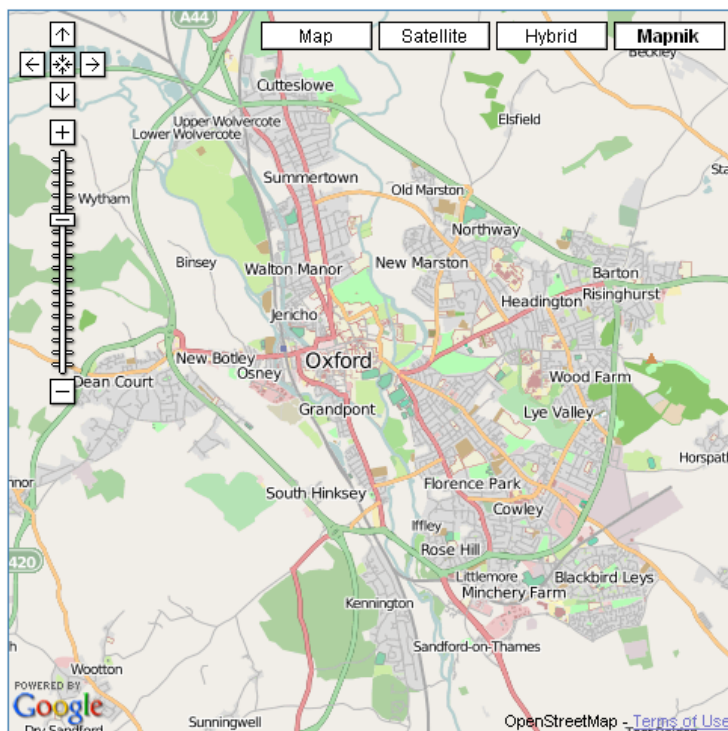 A44
Map
Satellite
Hybrid
Mapnik
Beckley
Cutteslowe
Elsfield
Upper Wolvercote
Lower Wolvercote
Summertown
Old Marston
Wytham
Northway
Binsey
Walton Manor
New Marston
Barton
Headington
Risinghurst
Jericho
New Botley
Oxford
Osney
Dean Court
Wood Farm
Grandpont
Lye Valley
Horspath
Florence Park
South Hinksey
Cowley
Iffley
Rose Hill
420
Littlemore
Blackbird Leys
Minchery Farm
Kennington
Sandford-on-Thames
Wootton
POWERED BY
Google
Sunningwell
OpenStreetMap - Terms of Use
Dry Sandford